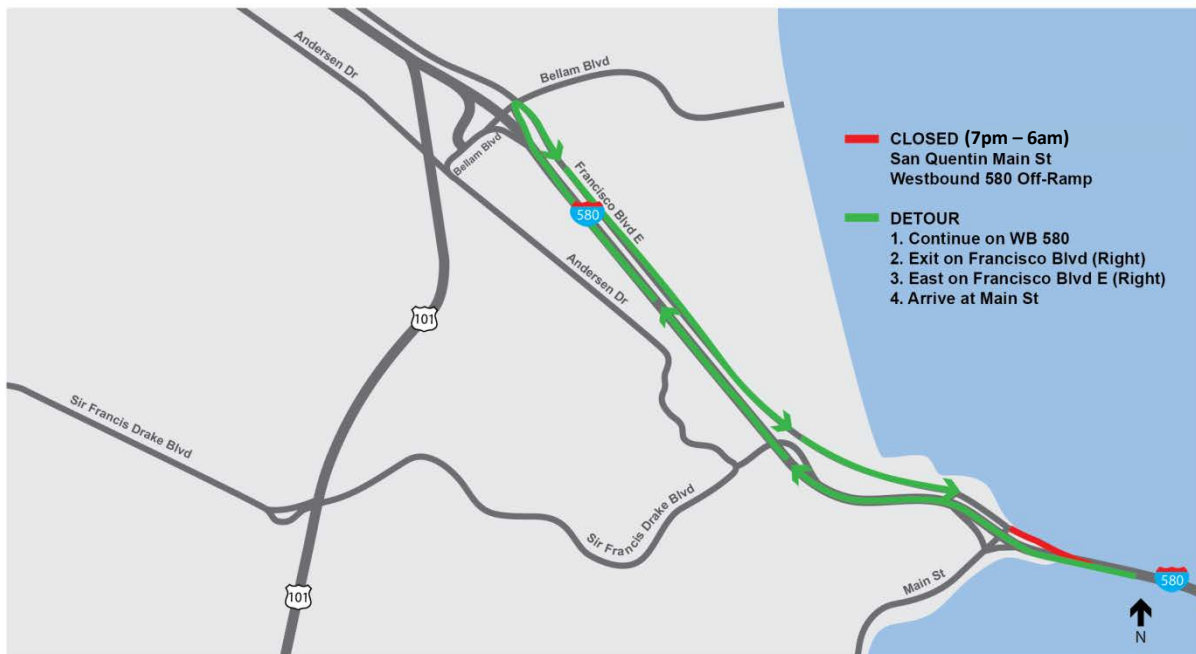 Andersen Dr
Bellam Blvd
Bellam Blvd
Francisco Blvd E
580
Andersen Dr
101
Sir Francis Drake Blvd
Sir Francis Drake Blvd
Main St
101
580
N
CLOSED (7pm – 6am)
San Quentin Main St
Westbound 580 Off-Ramp
DETOUR
1. Continue on WB 580
2. Exit on Francisco Blvd (Right)
3. East on Francisco Blvd E (Right)
4. Arrive at Main St